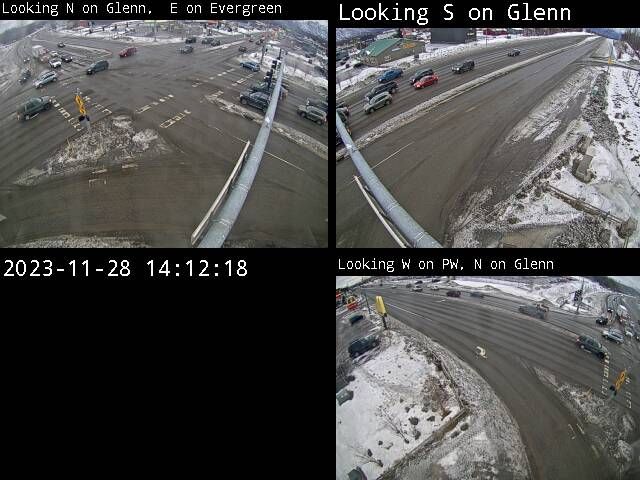 Looking N on Glenn, E on Evergreen
Looking S on Glenn
2023-11-28 14:12:18
Looking W on PW, N on Glenn